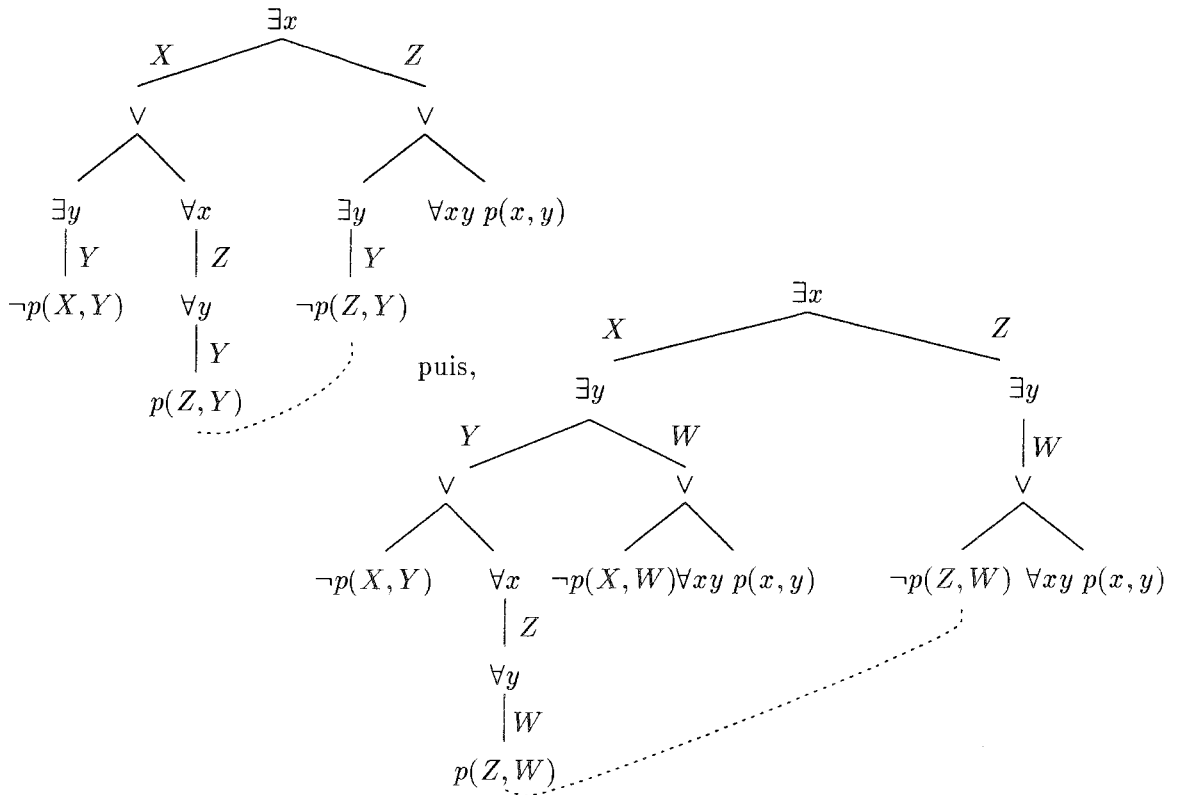 ∃x
X Z
∨ ∨
∃y ∀x ∃y ∀xy p(x, y)
Y Z Y
¬p(X, Y) ∀y ¬p(Z, Y)
Y
p(Z, Y)
puis,
∃x
X Z
∃y ∃y
Y W W
∨ ∨ ∨
¬p(X, Y) ∀x ¬p(X, W)∀xy p(x, y) ¬p(Z, W) ∀xy p(x, y)
Z
∀y
W
p(Z, W)